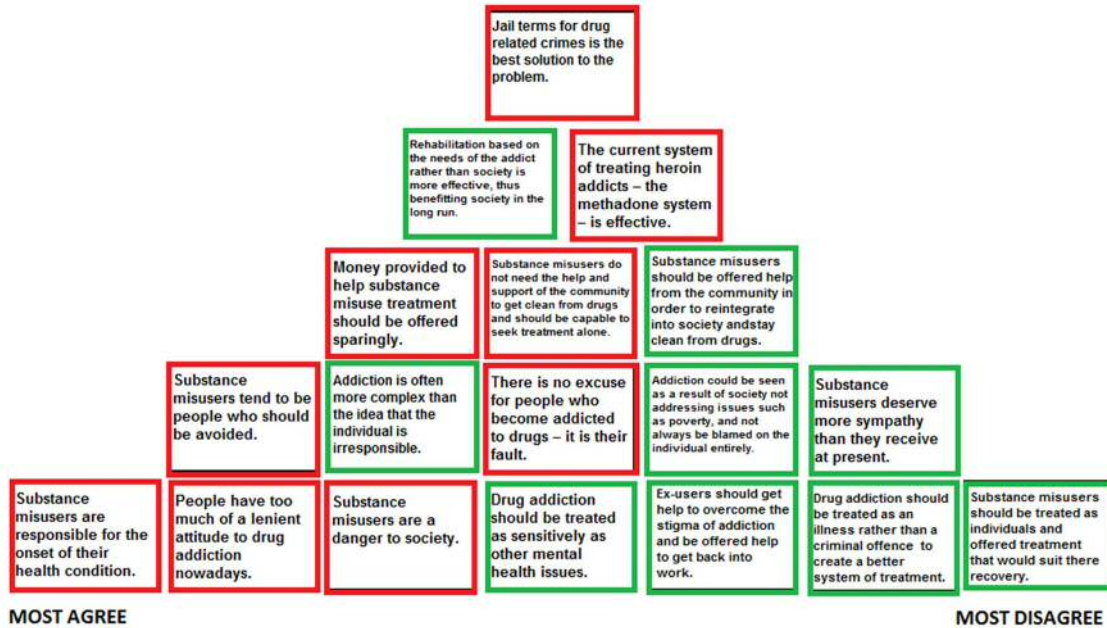 Jail terms for drug
related crimes is the
best solution to the
problem.
Rehabilitation based on
the needs of the addict
rather than society is
more effective, thus
benefitting society in the
long run.
The current system
of treating heroin
addicts – the
methadone system
– is effective.
Money provided to
help substance
misuse treatment
should be offered
sparingly.
Substance misusers do
not need the help and
support of the community
to get clean from drugs
and should be capable to
seek treatment alone.
Substance misusers
should be offered help
from the community in
order to reintegrate
into society andstay
clean from drugs.
Substance
misusers tend to be
people who should
be avoided.
Addiction is often
more complex than
the idea that the
individual is
irresponsible.
There is no excuse
for people who
become addicted
to drugs – it is their
fault.
Addiction could be seen
as a result of society not
addressing issues such
as poverty, and not
always be blamed on the
individual entirely.
Substance
misusers deserve
more sympathy
than they receive
at present.
Substance
misusers are
responsible for the
onset of their
health condition.
People have too
much of a lenient
attitude to drug
addiction
nowadays.
Substance
misusers are a
danger to society.
Drug addiction
should be treated
as sensitively as
other mental
health issues.
Ex-users should get
help to overcome the
stigma of addiction
and be offered help
to get back into
work.
Drug addiction should
be treated as an
illness rather than a
criminal offence to
create a better
system of treatment.
Substance misusers
should be treated as
individuals and
offered treatment
that would suit there
recovery.
MOST AGREE
MOST DISAGREE